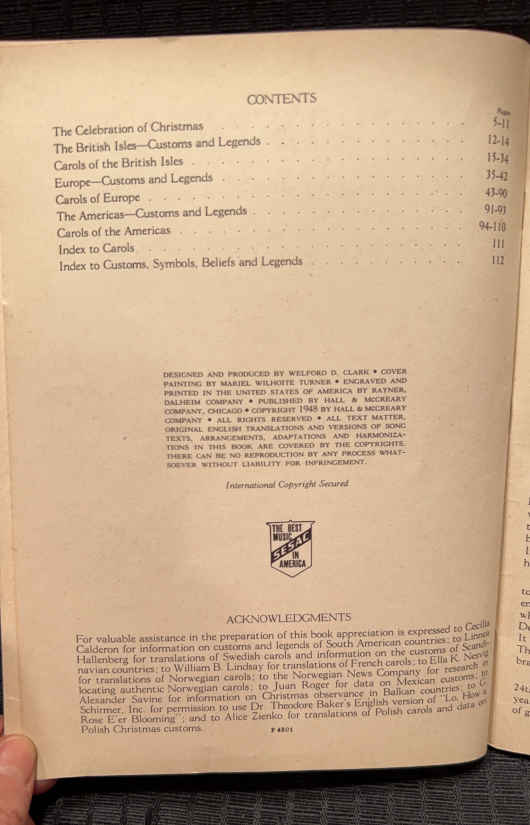 CONTENTS
Page
The Celebration of Christmas . . . . . . . . . . . . . . . 5-11
The British Isles—Customs and Legends . . . . . . . . . . . 12-14
Carols of the British Isles . . . . . . . . . . . . . . . 15-34
Europe—Customs and Legends . . . . . . . . . . . . . . 35-42
Carols of Europe . . . . . . . . . . . . . . . . . . 43-90
The Americas—Customs and Legends . . . . . . . . . . . . 91-93
Carols of the Americas . . . . . . . . . . . . . . . . 94-110
Index to Carols . . . . . . . . . . . . . . . . . . 111
Index to Customs, Symbols, Beliefs and Legends . . . . . . . . 112
DESIGNED AND PRODUCED BY WELFORD D. CLARK • COVER
PAINTING BY MARIEL WILHOITE TURNER • ENGRAVED AND
PRINTED IN THE UNITED STATES OF AMERICA BY RAYNER,
DALHEIM COMPANY • PUBLISHED BY HALL & MCCREARY
COMPANY, CHICAGO • COPYRIGHT 1948 BY HALL & MCCREARY
COMPANY • ALL RIGHTS RESERVED • ALL TEXT MATTER,
ORIGINAL ENGLISH TRANSLATIONS AND VERSIONS OF SONG
TEXTS, ARRANGEMENTS, ADAPTATIONS AND HARMONIZA-
TIONS IN THIS BOOK ARE COVERED BY THE COPYRIGHTS.
THERE CAN BE NO REPRODUCTION BY ANY PROCESS WHAT-
SOEVER WITHOUT LIABILITY FOR INFRINGEMENT.
International Copyright Secured
THE BEST
MUSIC
SESAC
IN
AMERICA
ACKNOWLEDGMENTS
For valuable assistance in the preparation of this book appreciation is expressed to Cecilia
Calderon for information on customs and legends of South American countries; to Linnea
Hallenberg for translations of Swedish carols and information on the customs of Scandi-
navian countries; to William B. Lindsay for translations of French carols; to Ella K. Nervig
for translations of Norwegian carols; to the Norwegian News Company for research in
locating authentic Norwegian carols; to Juan Roger for data on Mexican customs; to
Alexander Savine for information on Christmas observance in Balkan countries; to G.
Schirmer, Inc. for permission to use Dr. Theodore Baker's English version of "Lo, How a
Rose E'er Blooming"; and to Alice Zienko for translations of Polish carols and data on
Polish Christmas customs.
P 4801